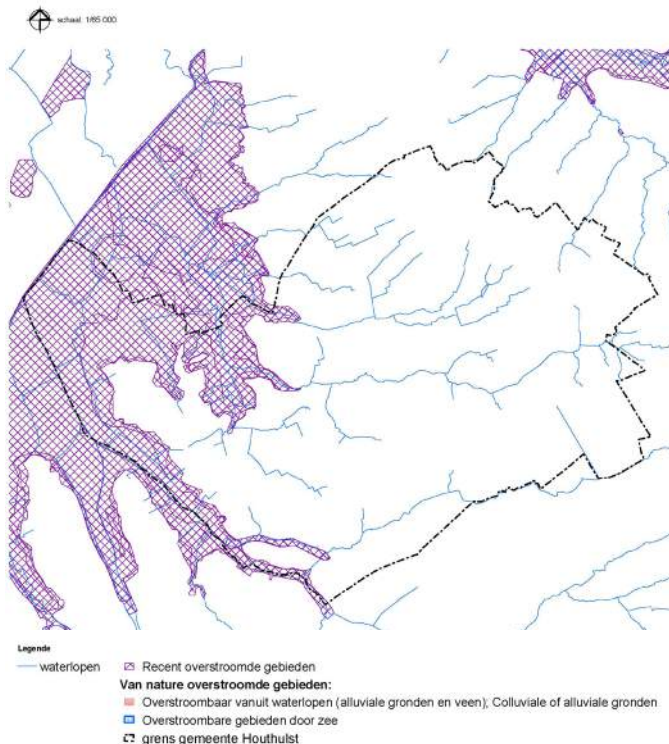 schaal: 1/65 000
Legende
waterlopen
Recent overstroomde gebieden
Van nature overstroomde gebieden:
Overstroombaar vanuit waterlopen (alluviale gronden en veen); Colluviale of alluviale gronden
Overstroombare gebieden door zee
grens gemeente Houthulst